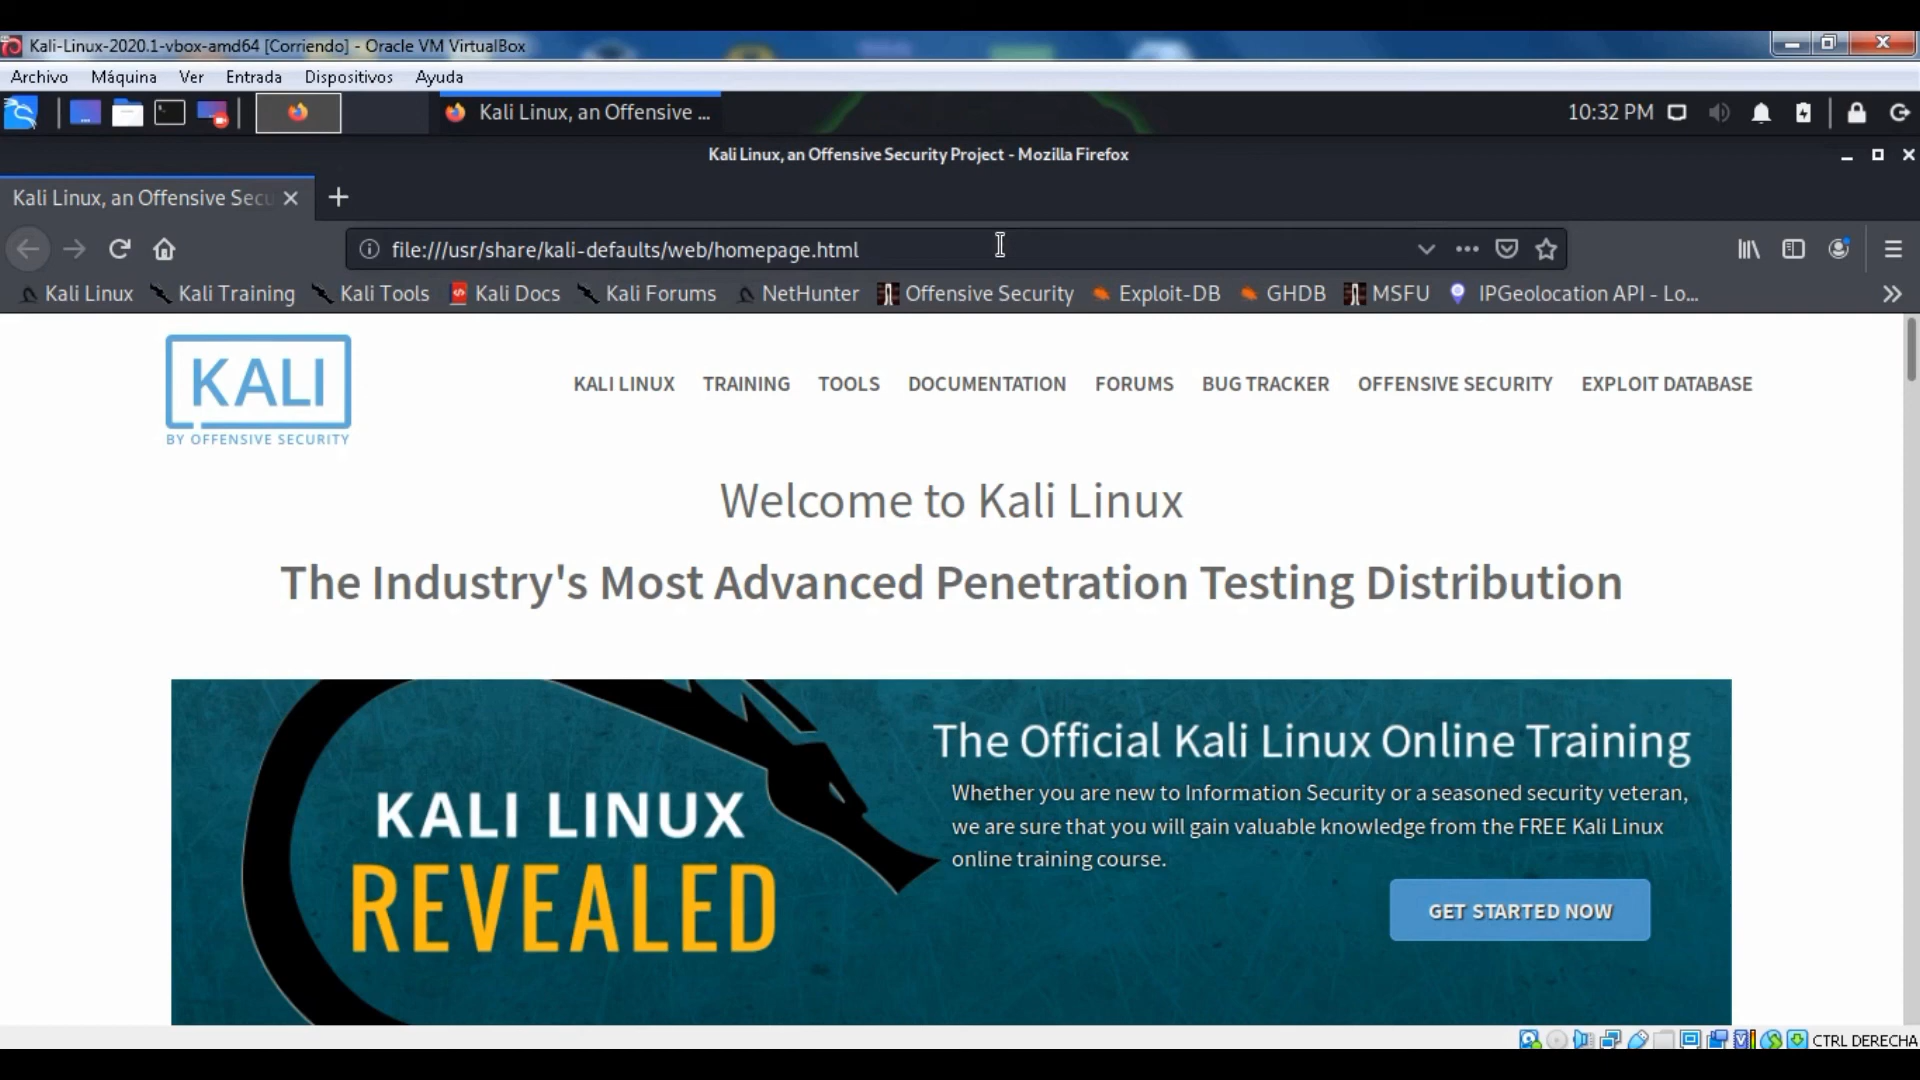 Kali-Linux-2020.1-vbox-amd64 [Corriendo] - Oracle VM VirtualBox
Archivo Máquina Ver Entrada Dispositivos Ayuda
Kali Linux, an Offensive ... 10:32 PM
Kali Linux, an Offensive Security Project - Mozilla Firefox
Kali Linux, an Offensive Secu
file:///usr/share/kali-defaults/web/homepage.html
Kali Linux Kali Training Kali Tools Kali Docs Kali Forums NetHunter Offensive Security Exploit-DB GHDB MSFU IPGeolocation API - Lo...
KALI
BY OFFENSIVE SECURITY
KALI LINUX TRAINING TOOLS DOCUMENTATION FORUMS BUG TRACKER OFFENSIVE SECURITY EXPLOIT DATABASE
Welcome to Kali Linux
The Industry's Most Advanced Penetration Testing Distribution
KALI LINUX
REVEALED
The Official Kali Linux Online Training
Whether you are new to Information Security or a seasoned security veteran,
we are sure that you will gain valuable knowledge from the FREE Kali Linux
online training course.
GET STARTED NOW
CTRL DERECHA